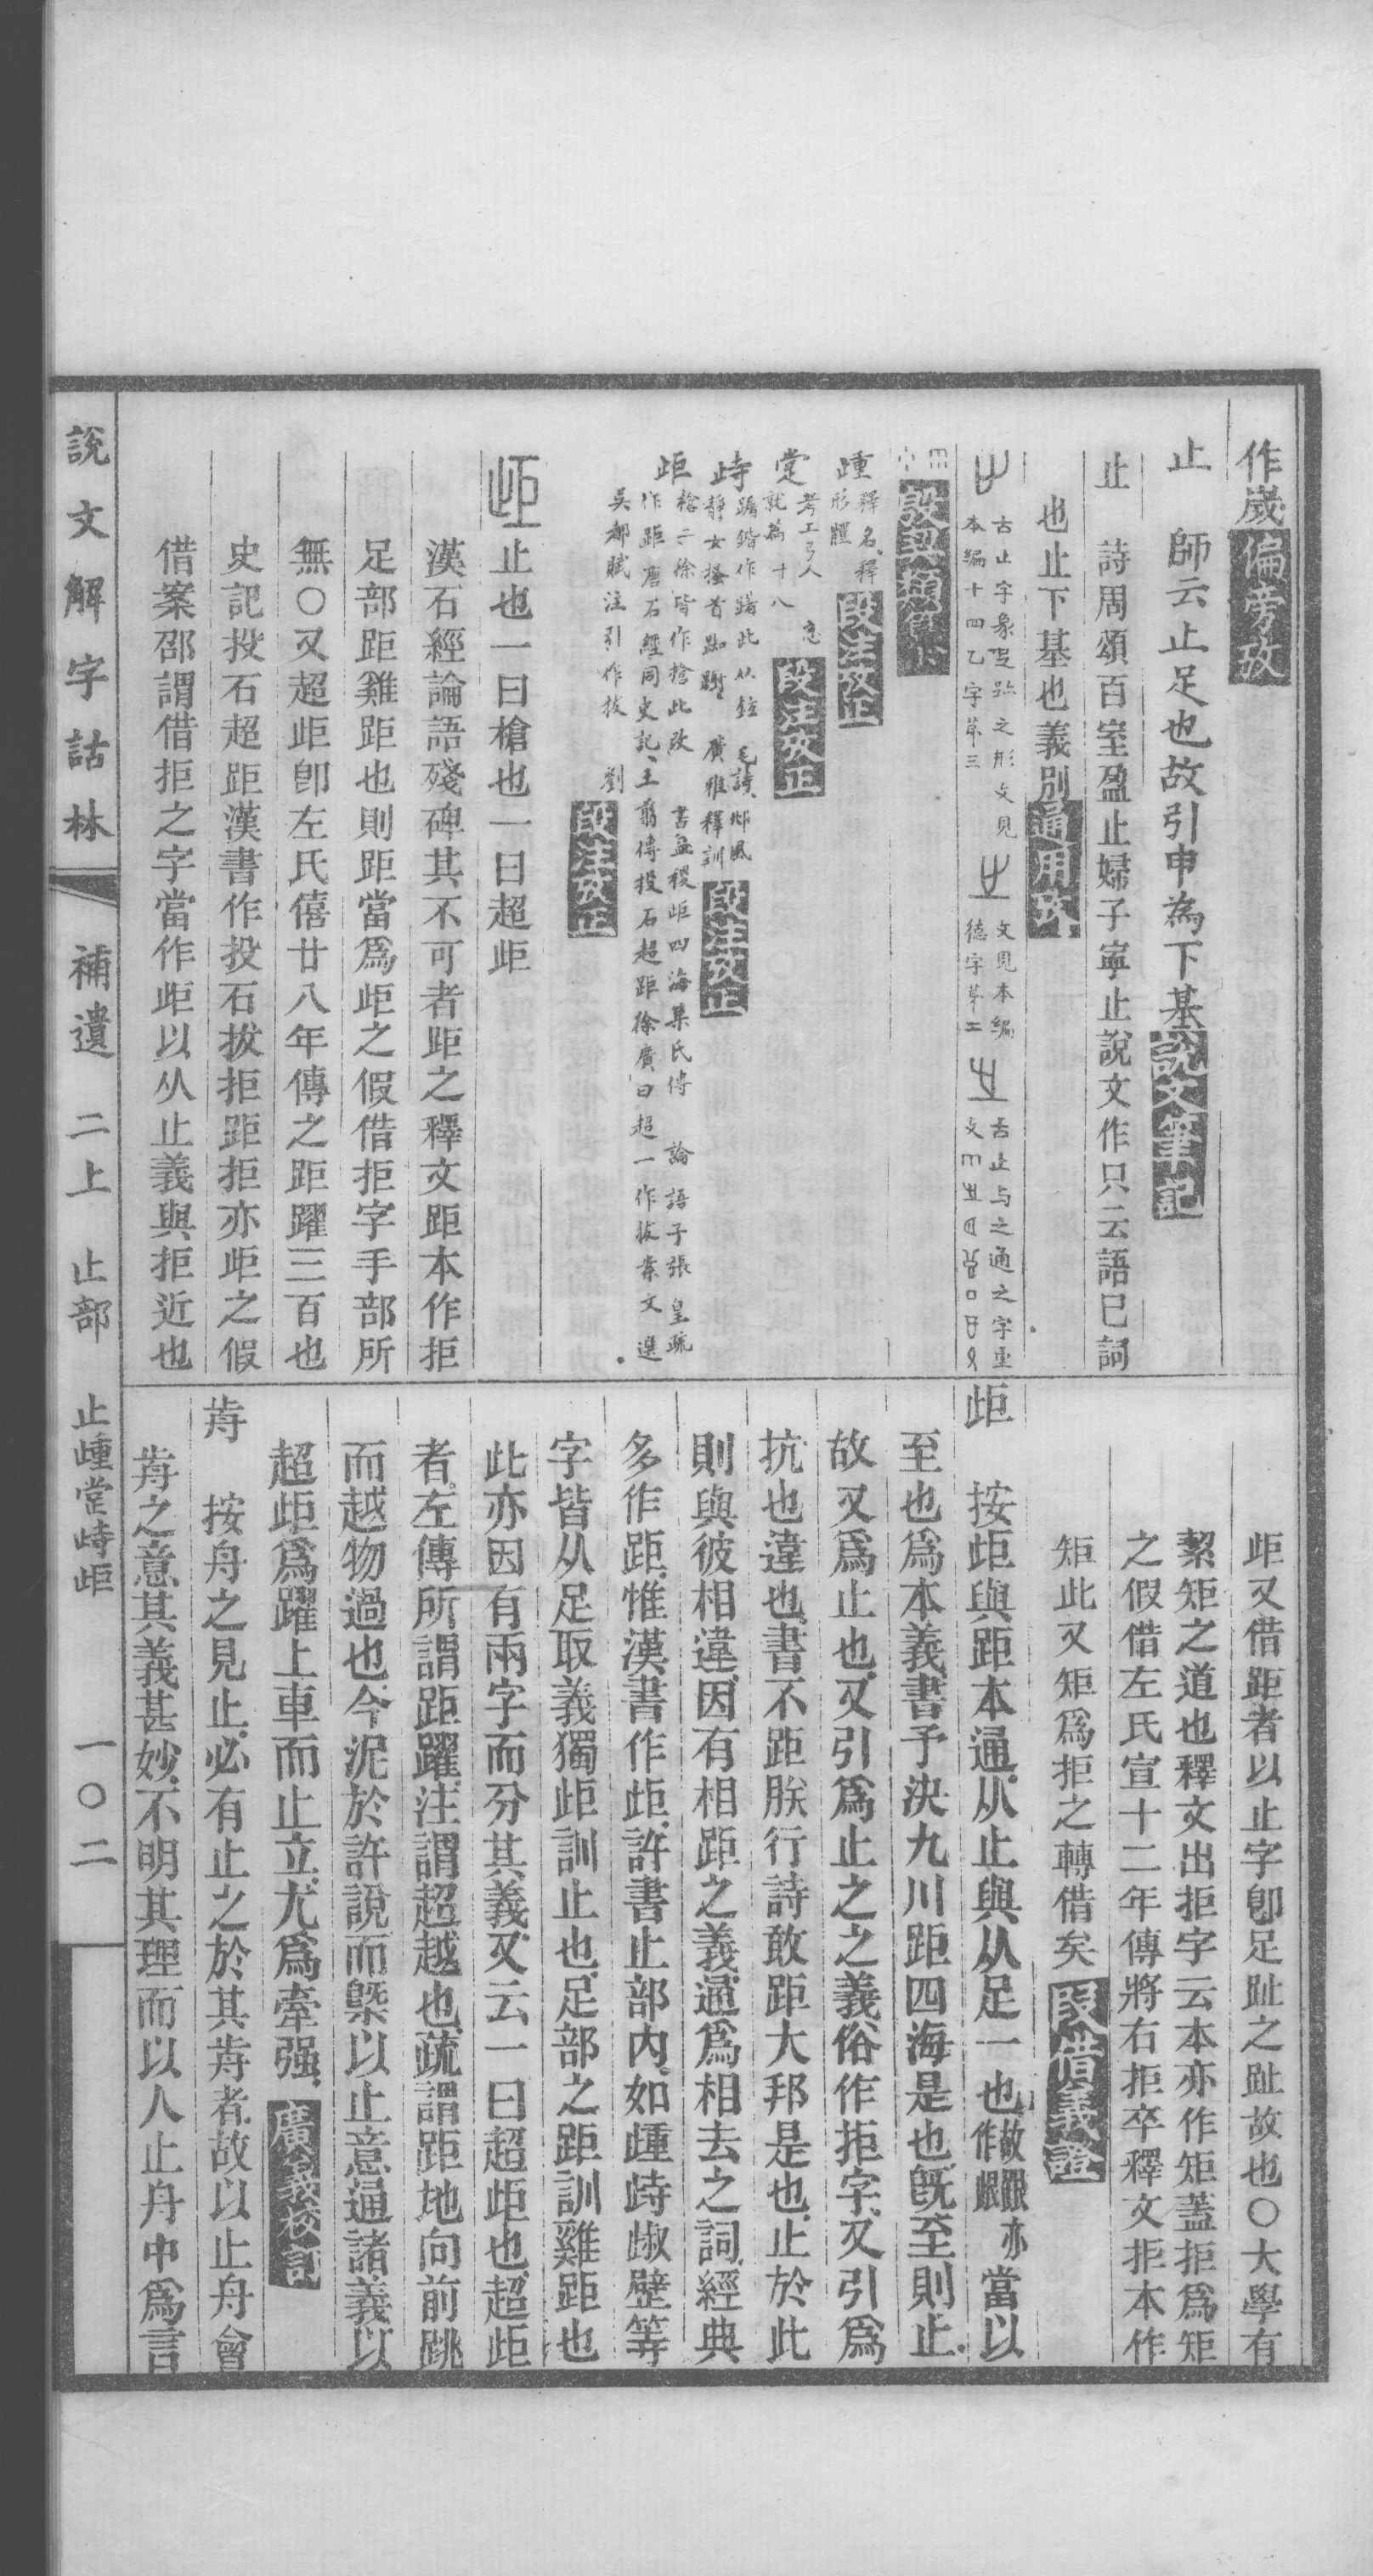 作嵗偏旁攷
止　師云止足也故引申為下基說文筆記
止　詩周頌百室盈止婦子寧止說文作只云語已詞
也止下基也義別通用攷
古止字象足跡之形文見
本編十四乙字第三
文見本編
德字第二
古止与之通之字重
說契
歱　釋名釋
形體　段注攷正
定　考工弓人
段注攷正
歭　踞錯作躇此从鉉　毛詩邶風
靜女搔首踟躕　廣雅釋訓　段注攷正
歫　槍二徐皆作槍此改　書益稷歫四海某氏傳　論語子張皇疏
作距唐石經同史記王翦傳投石超距徐廣曰超一作拔案文選
吳都賦注引作拔　劉　段注攷正
歫止也一曰槍也一曰超歫
漢石經論語殘碑其不可者距之釋文距本作拒
足部距雞距也則距當爲歫之假借拒字手部所
無〇又超歫卽左氏僖廿八年傳之距躍三百也
史記投石超距漢書作投石拔拒距拒亦歫之假
借案邵謂借拒之字當作歫以从止義與拒近也
歫又借距者以止字卽足趾之趾故也〇大學有
絜矩之道也釋文出拒字云本亦作矩蓋拒爲矩
之假借左氏宣十二年傳將右拒卒釋文拒本作
矩此又矩爲拒之轉借矣　段借義證
歫　按歫與距本通从止與从足一也故跟亦作㫔當以
至也爲本義書予決九川距四海是也旣至則止
故又爲止也又引爲止之之義俗作拒字又引爲
抗也違也書不距朕行詩敢距大邦是也止於此
則與彼相違因有相距之義通爲相去之詞經典
多作距惟漢書作歫許書止部内如歱歭㱐躄等
字皆从足取義獨歫訓止也足部之距訓雞距也
此亦因有兩字而分其義又云一曰超歫也超歫
者左傳所謂距躍注謂超越也疏謂距地向前跳
而越物過也今泥於許說而槩以止意通諸義以
超歫爲躍上車而止立尤爲牽强　廣義校訂
歬　按舟之見止必有止之於其歬者故以止舟會
歬之意其義甚妙不明其理而以人止舟中爲言
說文解字詁林　補遺　二上　止部　止歱堂歭歫　一〇二